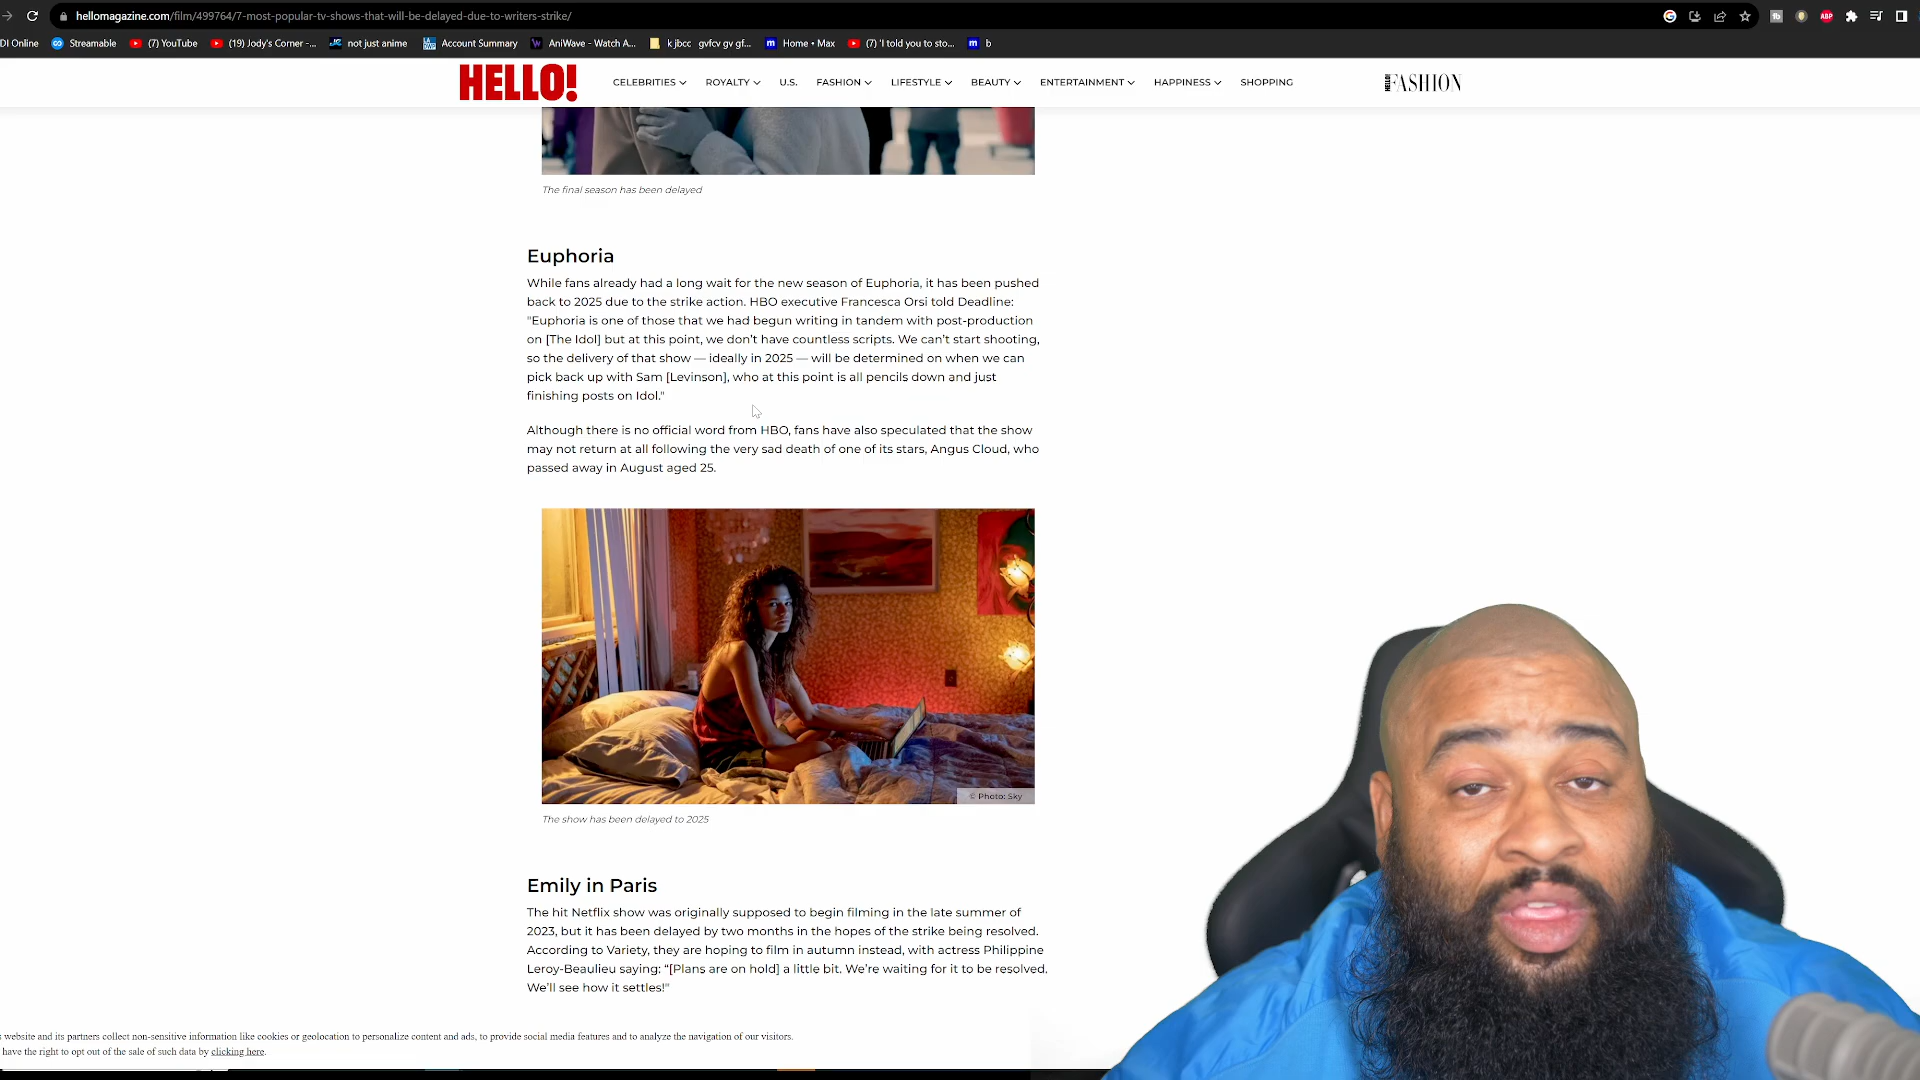 hellomagazine.com/film/499764/7-most-popular-tv-shows-that-will-be-delayed-due-to-writers-strike/
DI Online Streamable (7) YouTube (19) Jody's Corner -... not just anime Account Summary AniWave - Watch A... k jbcc gvfcv gv gf... Home • Max (7) 'I told you to sto... b
HELLO! CELEBRITIES ROYALTY U.S. FASHION LIFESTYLE BEAUTY ENTERTAINMENT HAPPINESS SHOPPING HELLO! FASHION
The final season has been delayed
Euphoria
While fans already had a long wait for the new season of Euphoria, it has been pushed
back to 2025 due to the strike action. HBO executive Francesca Orsi told Deadline:
"Euphoria is one of those that we had begun writing in tandem with post-production
on [The Idol] but at this point, we don't have countless scripts. We can't start shooting,
so the delivery of that show — ideally in 2025 — will be determined on when we can
pick back up with Sam [Levinson], who at this point is all pencils down and just
finishing posts on Idol."
Although there is no official word from HBO, fans have also speculated that the show
may not return at all following the very sad death of one of its stars, Angus Cloud, who
passed away in August aged 25.
© Photo: Sky
The show has been delayed to 2025
Emily in Paris
The hit Netflix show was originally supposed to begin filming in the late summer of
2023, but it has been delayed by two months in the hopes of the strike being resolved.
According to Variety, they are hoping to film in autumn instead, with actress Philippine
Leroy-Beaulieu saying: “[Plans are on hold] a little bit. We're waiting for it to be resolved.
We'll see how it settles!"
website and its partners collect non-sensitive information like cookies or geolocation to personalize content and ads, to provide social media features and to analyze the navigation of our visitors.
have the right to opt out of the sale of such data by clicking here.